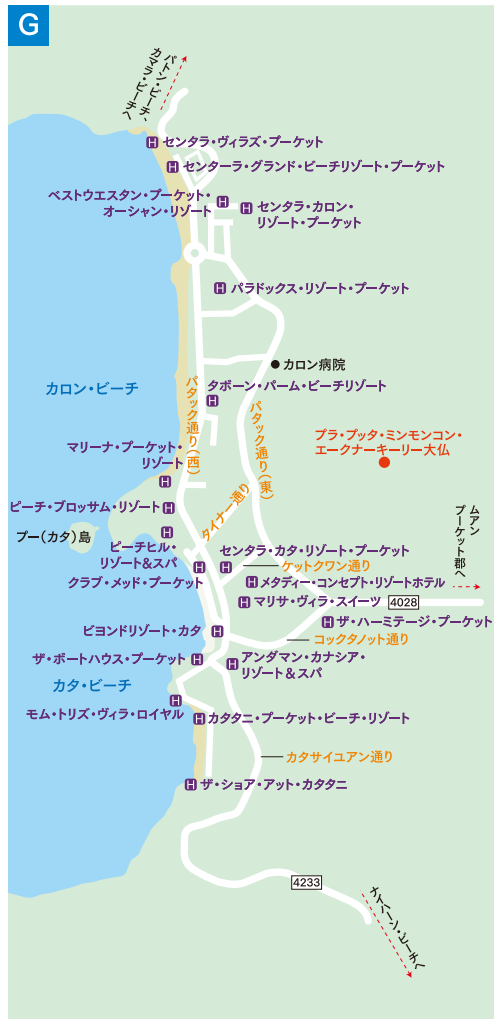 G
パトン・ビーチ、
カマラ・ビーチへ
センタラ・ヴィラズ・プーケット
センターラ・グランド・ビーチリゾート・プーケット
ベストウエスタン・プーケット・
オーシャン・リゾート
センタラ・カロン・
リゾート・プーケット
パラドックス・リゾート・プーケット
カロン病院
カロン・ビーチ
タボーン・パーム・ビーチリゾート
パタック通り(西)
パタック通り(東)
プラ・プッタ・ミンモンコン・
エークナーキーリー大仏
マリーナ・プーケット・
リゾート
タイナー通り
ピーチ・ブロッサム・リゾート
プー(カタ)島
ムアン
プーケット郡へ
ピーチヒル・
リゾート&スパ
センタラ・カタ・リゾート・プーケット
ケットクワン通り
クラブ・メッド・プーケット
メタディー・コンセプト・リゾートホテル
マリサ・ヴィラ・スイーツ
4028
ザ・ハーミテージ・プーケット
ビヨンドリゾート・カタ
コックタノット通り
ザ・ボートハウス・プーケット
アンダマン・カナシア・
リゾート&スパ
カタ・ビーチ
モム・トリズ・ヴィラ・ロイヤル
カタタニ・プーケット・ビーチ・リゾート
カタサイユアン通り
ザ・ショア・アット・カタタニ
4233
ナイハーン・ビーチへ